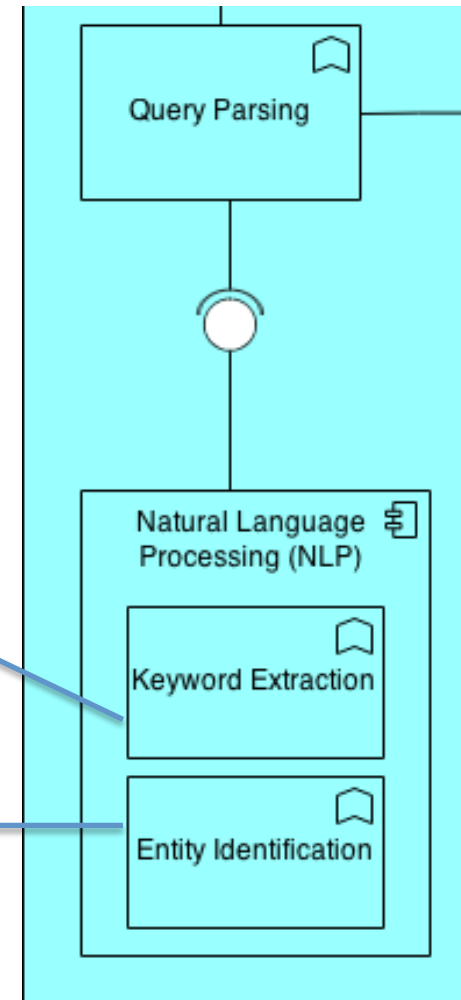 Query Parsing
Natural Language
Processing (NLP)
Keyword Extraction
Entity Identification